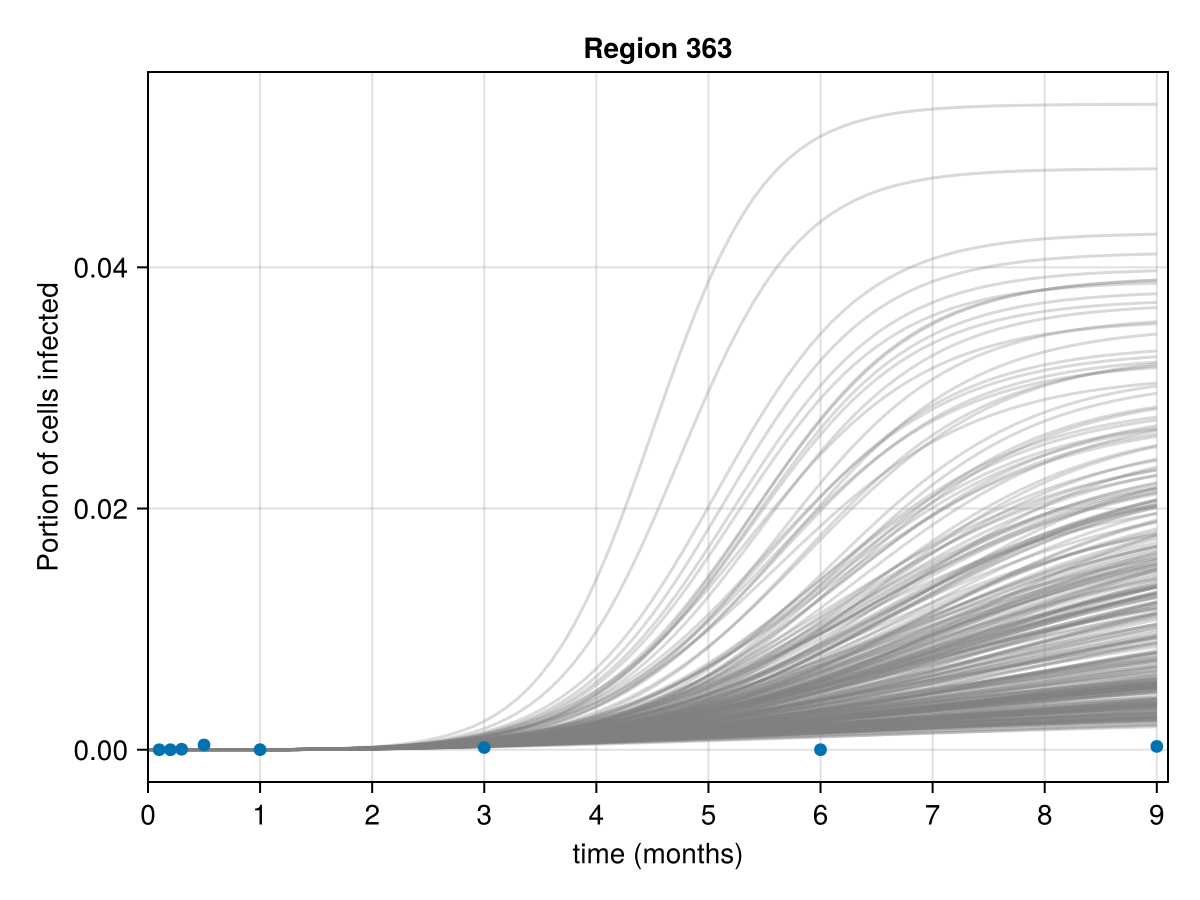 Region 363
Portion of cells infected
0.04
0.02
0.00
0 1 2 3 4 5 6 7 8 9
time (months)